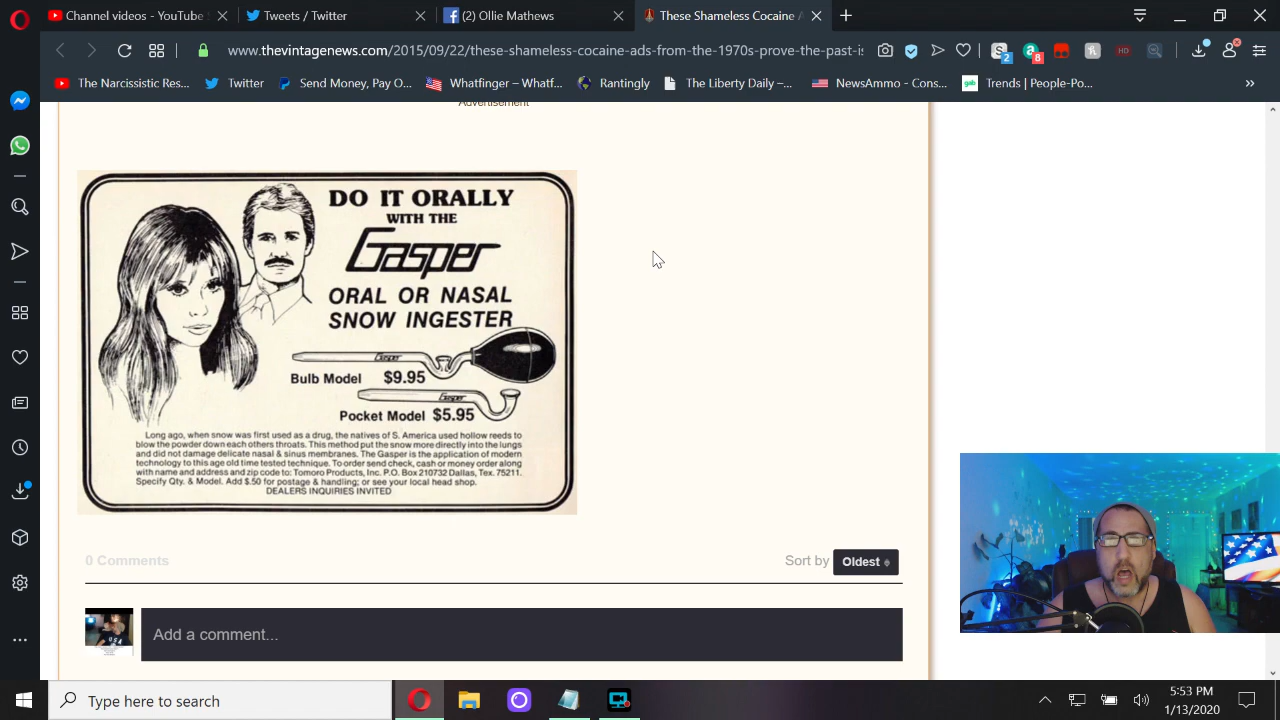 Channel videos - YouTube
Tweets / Twitter
(2) Ollie Mathews
These Shameless Cocaine A
www.thevintagenews.com/2015/09/22/these-shameless-cocaine-ads-from-the-1970s-prove-the-past-is
2
8
HD
The Narcissistic Res...
Twitter
Send Money, Pay O...
Whatfinger – Whatf...
Rantingly
The Liberty Daily –...
NewsAmmo - Cons...
gab
Trends | People-Po...
»
Advertisement
DO IT ORALLY
WITH THE
Gasper
ORAL OR NASAL
SNOW INGESTER
Gasper
Bulb Model $9.95
Gasper
Pocket Model $5.95
Long ago, when snow was first used as a drug, the natives of S. America used hollow reeds to
blow the powder down each others throats. This method put the snow more directly into the lungs
and did not damage delicate nasal & sinus membranes. The Gasper is the application of modern
technology to this age old time tested technique. To order send check, cash or money order along
with name and address and zip code to: Tomoro Products, Inc. P.O. Box 210732 Dallas, Tex. 75211.
Specify Qty. & Model. Add $.50 for postage & handling; or see your local head shop.
DEALERS INQUIRIES INVITED
0 Comments
Sort by Oldest
USA
Add a comment...
Type here to search
5:53 PM
1/13/2020